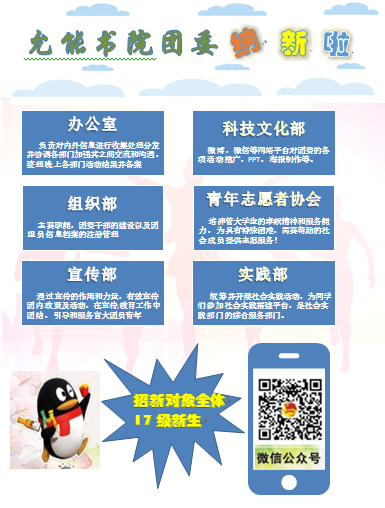 允能书院团委纳新啦
办公室
负责对内外信息进行收集处理分发
并协调各部门加强其之间交流和沟通。
整理晚上各部门活动结果并备案
科技文化部
微博、微信等网络平台对团委的各
项活动推广。PPT、海报制作等。
组织部
主要职能，团委干部的建设以及团
组员信息档案的注册管理
青年志愿者协会
培养管大学生的奉献精神和服务能
力。为具有特殊困难，需要帮助的社
会成员提供志愿服务！
宣传部
通过宣传的作用和力量，有效宣传
团内政策及活动。在宣传教育工作中
团结、引导和服务官大团员青年
实践部
统筹并开展社会实践活动。为同学
们参加社会实践搭建平台，是社会实
践部门的综合服务部门。
招新对象全体
17 级新生
微信公众号